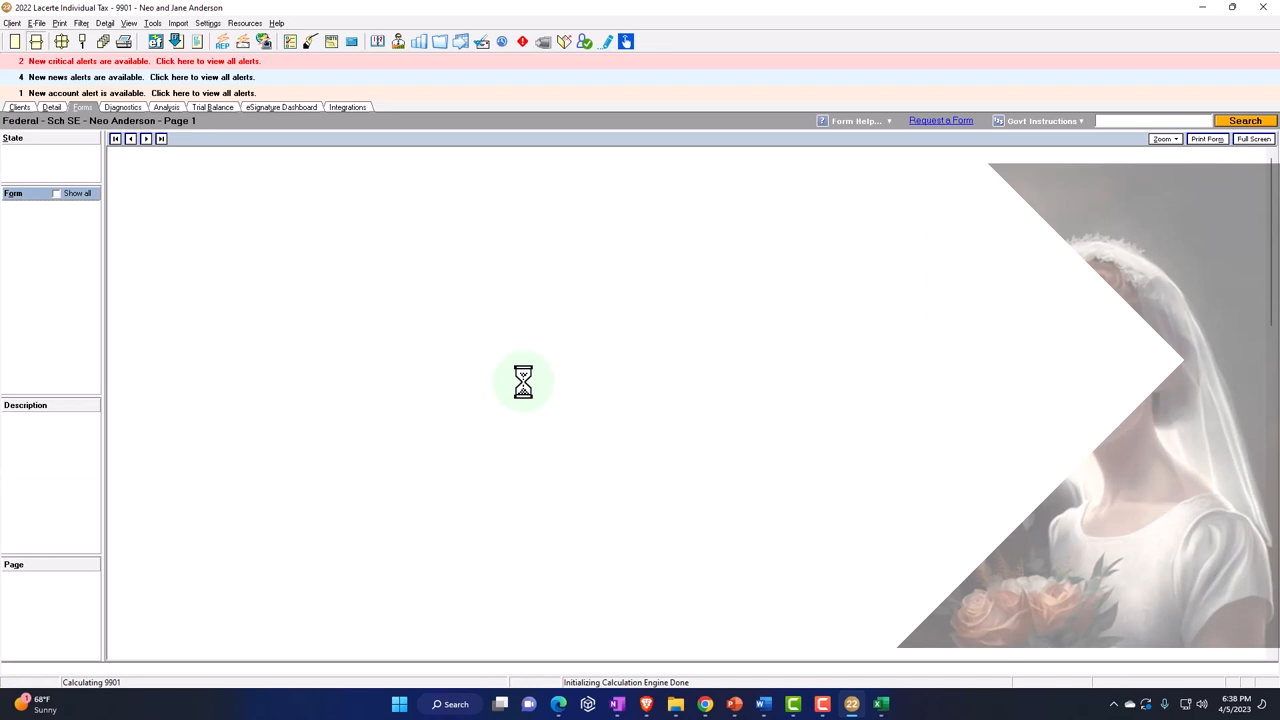 2022 Lacerte Individual Tax - 9901 - Neo and Jane Anderson
Client E-File Print Filter Detail View Tools Import Settings Resources Help
REP
2 New critical alerts are available. Click here to view all alerts.
4 New news alerts are available. Click here to view all alerts.
1 New account alert is available. Click here to view all alerts.
Clients Detail Forms Diagnostics Analysis Trial Balance eSignature Dashboard Integrations
Federal - Sch SE - Neo Anderson - Page 1 Form Help... Request a Form Govt Instructions Search
State Zoom Print Form Full Screen
Form Show all
Description
Page
Calculating 9901 Initializing Calculation Engine Done
68°F
Sunny
Search
22
6:38 PM
4/5/2023